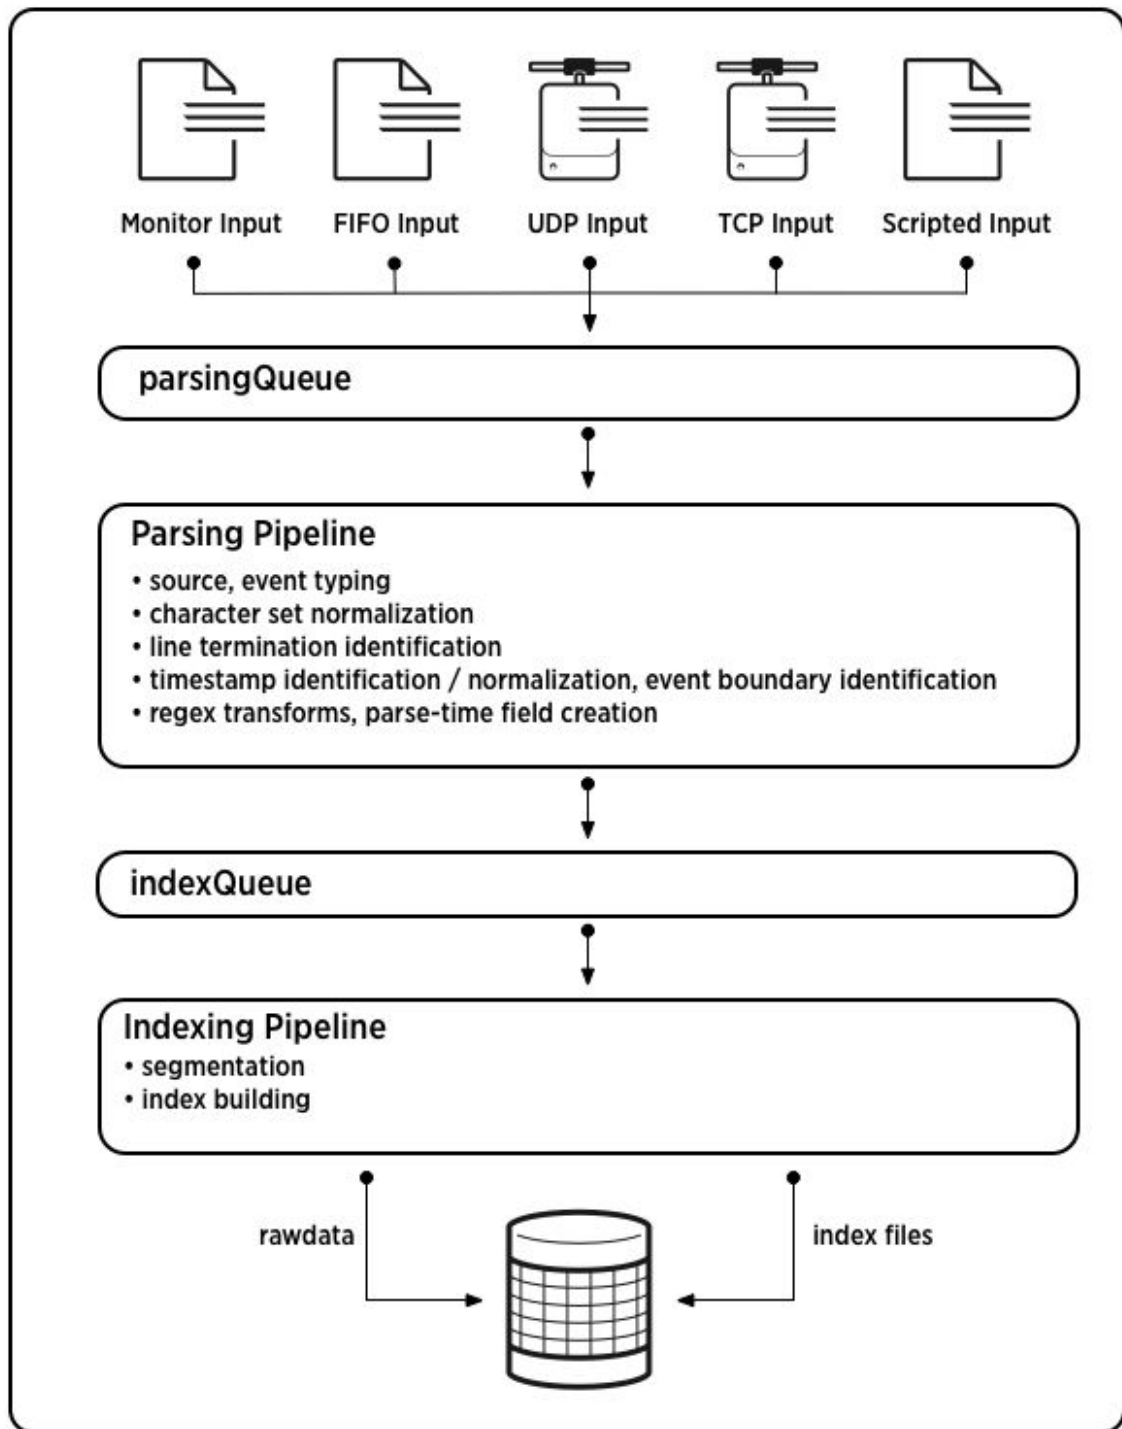 Monitor Input
FIFO Input
UDP Input
TCP Input
Scripted Input
parsingQueue
Parsing Pipeline
• source, event typing
• character set normalization
• line termination identification
• timestamp identification / normalization, event boundary identification
• regex transforms, parse-time field creation
indexQueue
Indexing Pipeline
• segmentation
• index building
rawdata
index files